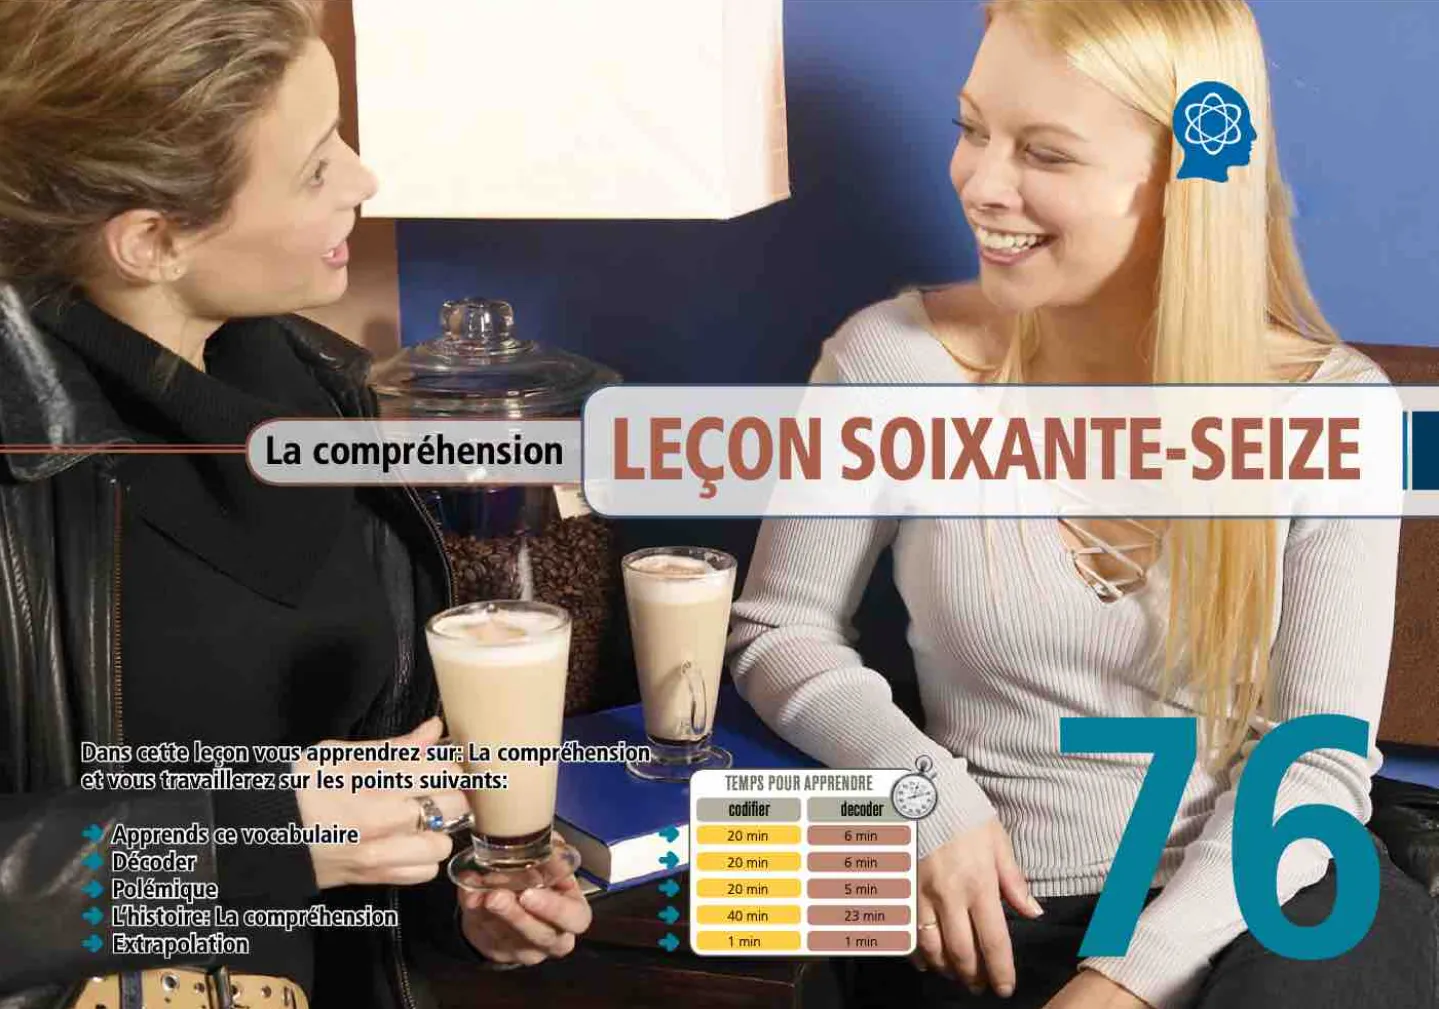 La compréhension
LEÇON SOIXANTE-SEIZE
Dans cette leçon vous apprendrez sur: La compréhension
et vous travaillerez sur les points suivants:
Apprends ce vocabulaire
Décoder
Polémique
L'histoire: La compréhension
Extrapolation
TEMPS POUR APPRENDRE
codifier decoder
20 min 6 min
20 min 6 min
20 min 5 min
40 min 23 min
1 min 1 min
76